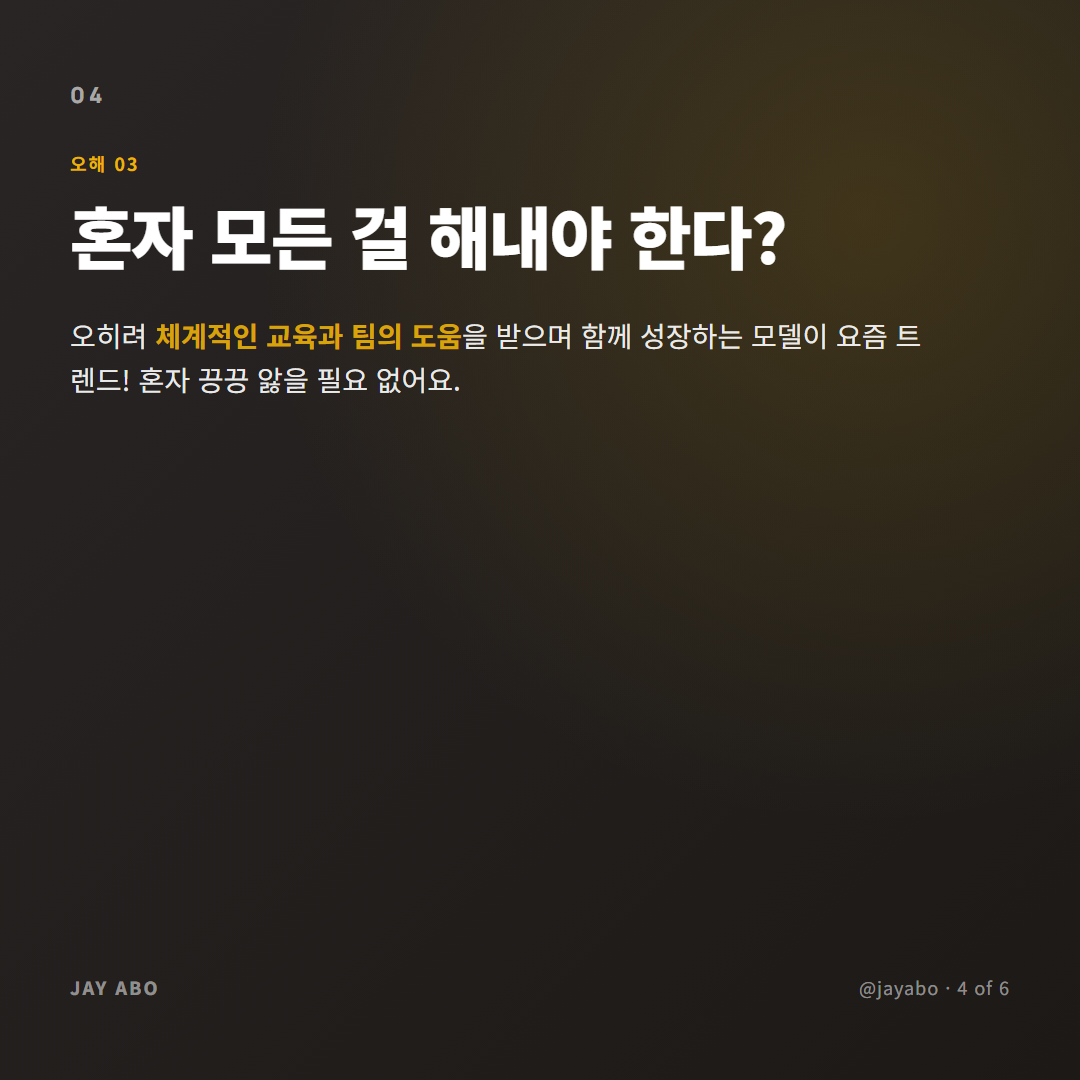 04
오해 03
혼자 모든 걸 해내야 한다?
오히려 체계적인 교육과 팀의 도움을 받으며 함께 성장하는 모델이 요즘 트
렌드! 혼자 끙끙 앓을 필요 없어요.
JAY ABO
@jayabo · 4 of 6